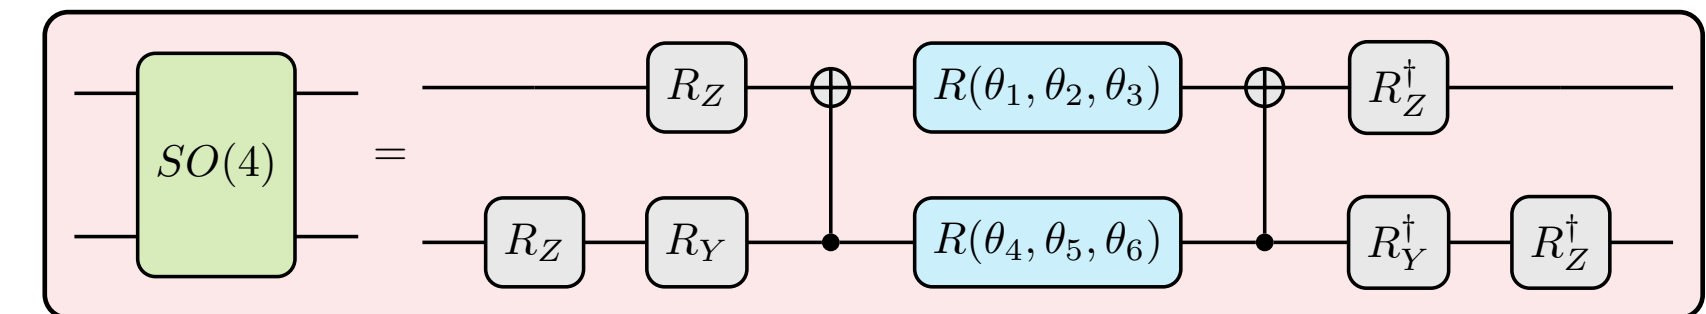 SO(4)
=
R_Z
R(θ_1, θ_2, θ_3)
R_Z^†
R_Z
R_Y
R(θ_4, θ_5, θ_6)
R_Y^†
R_Z^†